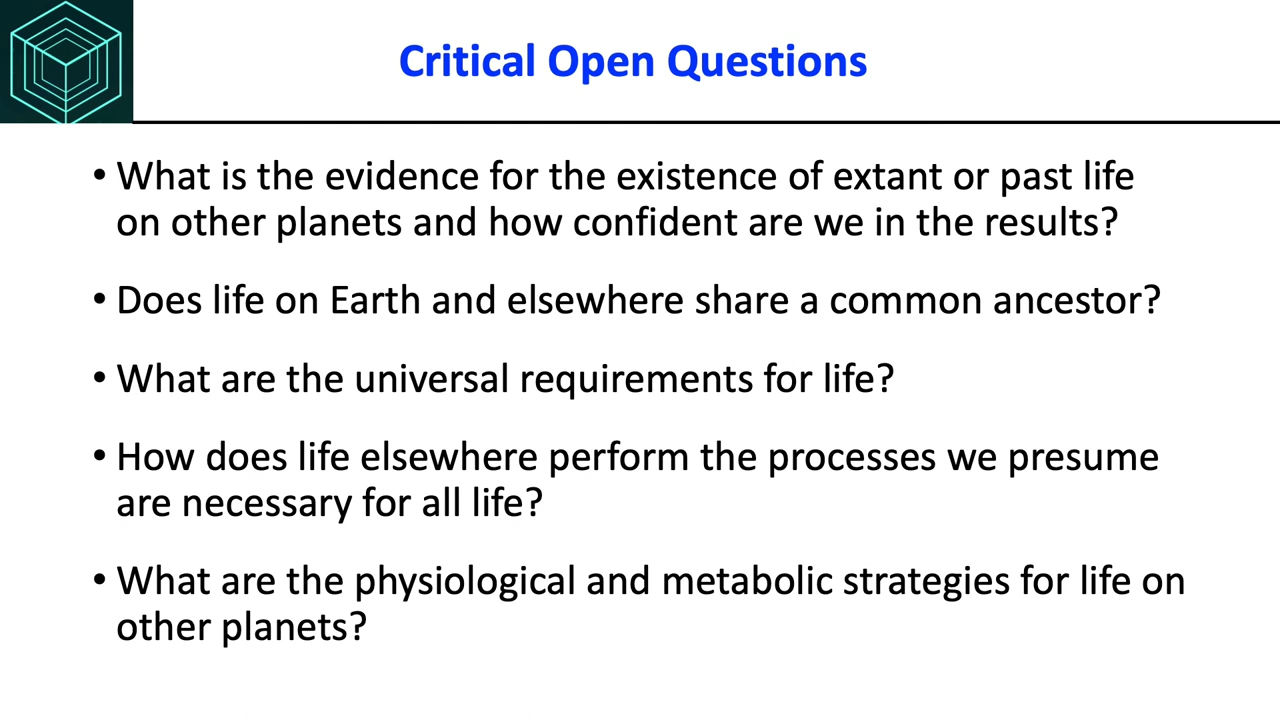 Critical Open Questions
• What is the evidence for the existence of extant or past life
on other planets and how confident are we in the results?
• Does life on Earth and elsewhere share a common ancestor?
• What are the universal requirements for life?
• How does life elsewhere perform the processes we presume
are necessary for all life?
• What are the physiological and metabolic strategies for life on
other planets?